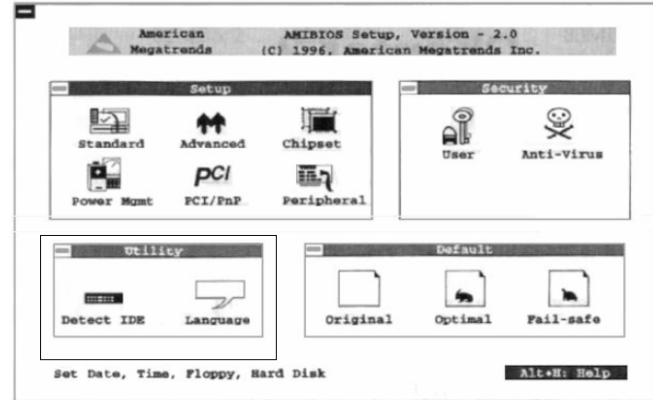 American
Megatrends
AMIBIOS Setup, Version - 2.0
(C) 1996, American Megatrends Inc.
Setup
Standard
Advanced
Chipset
Power Mgmt
PCI
PCI/PnP
Peripheral
Security
User
Anti-Virus
Utility
Detect IDE
Language
Default
Original
Optimal
Fail-safe
Set Date, Time, Floppy, Hard Disk
Alt+H: Help